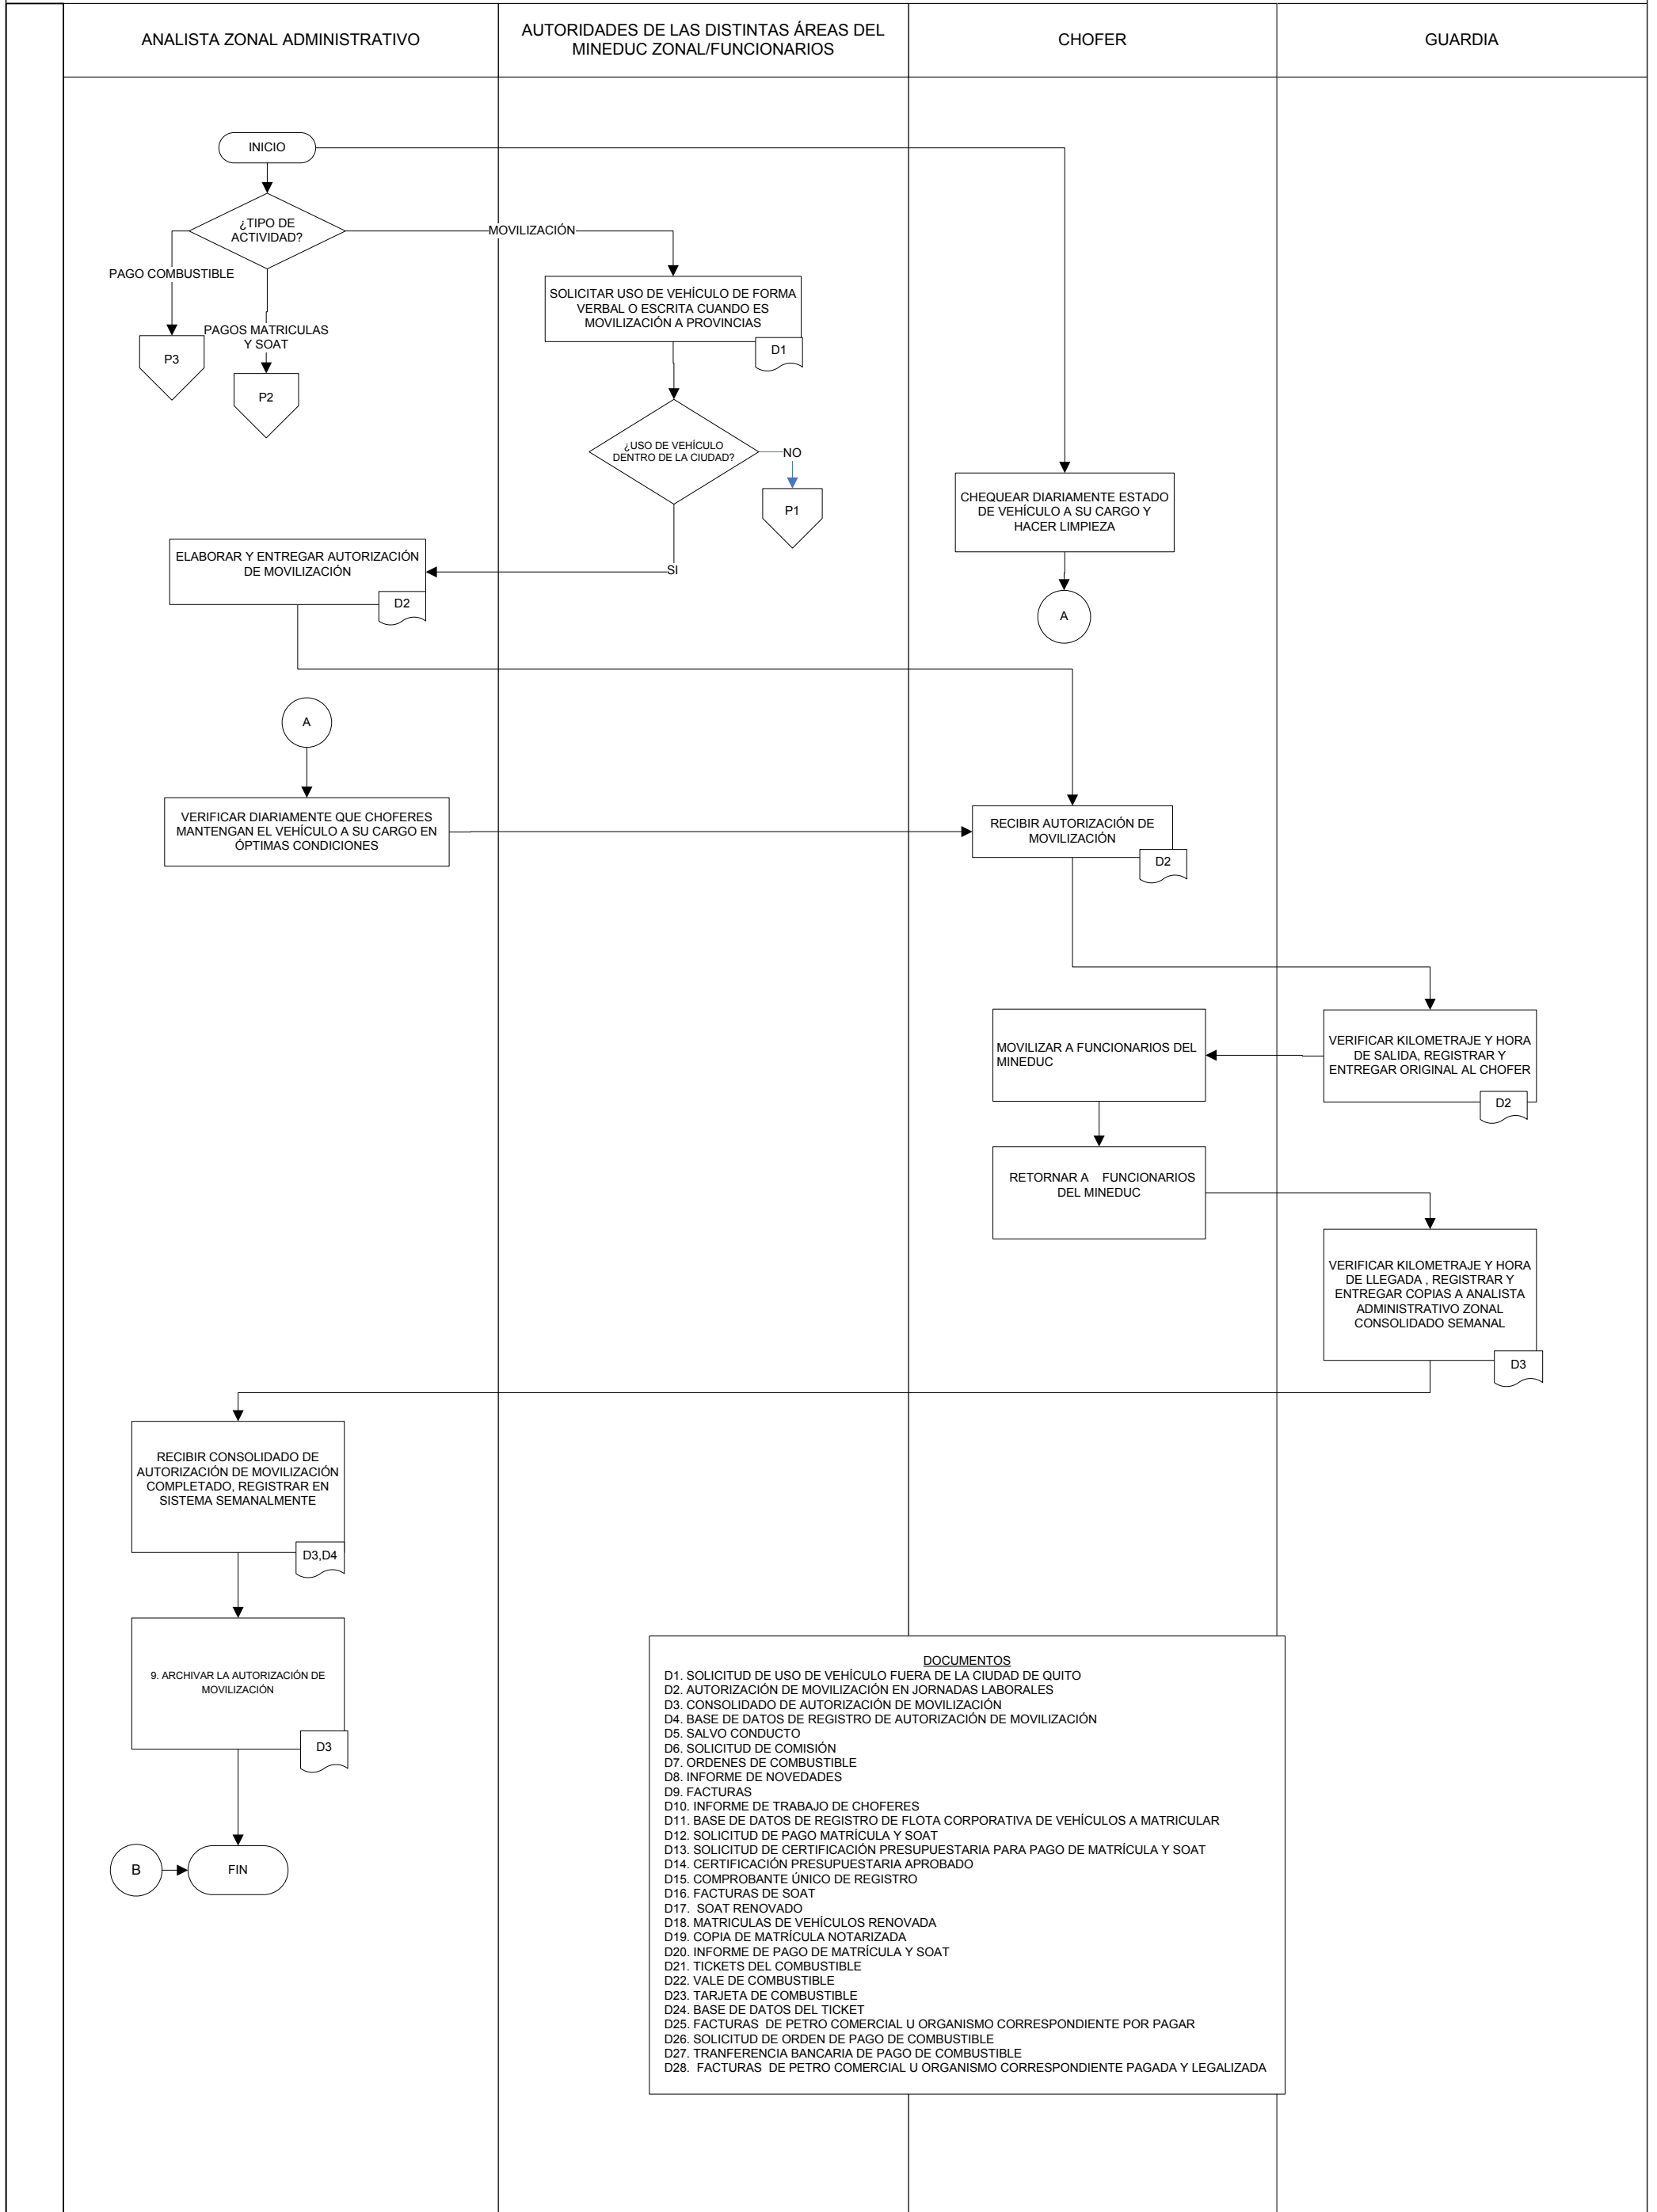 ANALISTA ZONAL ADMINISTRATIVO
AUTORIDADES DE LAS DISTINTAS ÁREAS DEL
MINEDUC ZONAL/FUNCIONARIOS
CHOFER
GUARDIA
INICIO
¿TIPO DE
ACTIVIDAD?
MOVILIZACIÓN
PAGO COMBUSTIBLE
PAGOS MATRICULAS
Y SOAT
P3
P2
SOLICITAR USO DE VEHÍCULO DE FORMA
VERBAL O ESCRITA CUANDO ES
MOVILIZACIÓN A PROVINCIAS
D1
¿USO DE VEHÍCULO
DENTRO DE LA CIUDAD?
NO
P1
SI
CHEQUEAR DIARIAMENTE ESTADO
DE VEHÍCULO A SU CARGO Y
HACER LIMPIEZA
A
ELABORAR Y ENTREGAR AUTORIZACIÓN
DE MOVILIZACIÓN
D2
A
VERIFICAR DIARIAMENTE QUE CHOFERES
MANTENGAN EL VEHÍCULO A SU CARGO EN
ÓPTIMAS CONDICIONES
RECIBIR AUTORIZACIÓN DE
MOVILIZACIÓN
D2
MOVILIZAR A FUNCIONARIOS DEL
MINEDUC
VERIFICAR KILOMETRAJE Y HORA
DE SALIDA, REGISTRAR Y
ENTREGAR ORIGINAL AL CHOFER
D2
RETORNAR A    FUNCIONARIOS
DEL MINEDUC
VERIFICAR KILOMETRAJE Y HORA
DE LLEGADA , REGISTRAR Y
ENTREGAR COPIAS A ANALISTA
ADMINISTRATIVO ZONAL
CONSOLIDADO SEMANAL
D3
RECIBIR CONSOLIDADO DE
AUTORIZACIÓN DE MOVILIZACIÓN
COMPLETADO, REGISTRAR EN
SISTEMA SEMANALMENTE
D3,D4
9. ARCHIVAR LA AUTORIZACIÓN DE
MOVILIZACIÓN
D3
B
FIN
DOCUMENTOS
D1. SOLICITUD DE USO DE VEHÍCULO FUERA DE LA CIUDAD DE QUITO
D2. AUTORIZACIÓN DE MOVILIZACIÓN EN JORNADAS LABORALES
D3. CONSOLIDADO DE AUTORIZACIÓN DE MOVILIZACIÓN
D4. BASE DE DATOS DE REGISTRO DE AUTORIZACIÓN DE MOVILIZACIÓN
D5. SALVO CONDUCTO
D6. SOLICITUD DE COMISIÓN
D7. ORDENES DE COMBUSTIBLE
D8. INFORME DE NOVEDADES
D9. FACTURAS
D10. INFORME DE TRABAJO DE CHOFERES
D11. BASE DE DATOS DE REGISTRO DE FLOTA CORPORATIVA DE VEHÍCULOS A MATRICULAR
D12. SOLICITUD DE PAGO MATRÍCULA Y SOAT
D13. SOLICITUD DE CERTIFICACIÓN PRESUPUESTARIA PARA PAGO DE MATRÍCULA Y SOAT
D14. CERTIFICACIÓN PRESUPUESTARIA APROBADO
D15. COMPROBANTE ÚNICO DE REGISTRO
D16. FACTURAS DE SOAT
D17.  SOAT RENOVADO
D18. MATRICULAS DE VEHÍCULOS RENOVADA
D19. COPIA DE MATRÍCULA NOTARIZADA
D20. INFORME DE PAGO DE MATRÍCULA Y SOAT
D21. TICKETS DEL COMBUSTIBLE
D22. VALE DE COMBUSTIBLE
D23. TARJETA DE COMBUSTIBLE
D24. BASE DE DATOS DEL TICKET
D25. FACTURAS  DE PETRO COMERCIAL U ORGANISMO CORRESPONDIENTE POR PAGAR
D26. SOLICITUD DE ORDEN DE PAGO DE COMBUSTIBLE
D27. TRANFERENCIA BANCARIA DE PAGO DE COMBUSTIBLE
D28.  FACTURAS  DE PETRO COMERCIAL U ORGANISMO CORRESPONDIENTE PAGADA Y LEGALIZADA